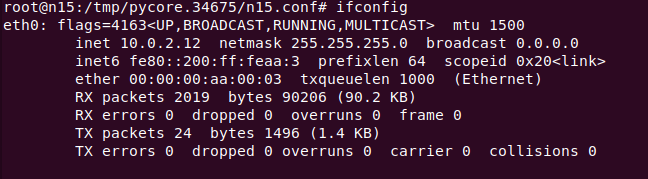 root@n15:/tmp/pycore.34675/n15.conf# ifconfig
eth0: flags=4163<UP,BROADCAST,RUNNING,MULTICAST>  mtu 1500
        inet 10.0.2.12  netmask 255.255.255.0  broadcast 0.0.0.0
        inet6 fe80::200:ff:feaa:3  prefixlen 64  scopeid 0x20<link>
        ether 00:00:00:aa:00:03  txqueuelen 1000  (Ethernet)
        RX packets 2019  bytes 90206 (90.2 KB)
        RX errors 0  dropped 0  overruns 0  frame 0
        TX packets 24  bytes 1496 (1.4 KB)
        TX errors 0  dropped 0 overruns 0  carrier 0  collisions 0